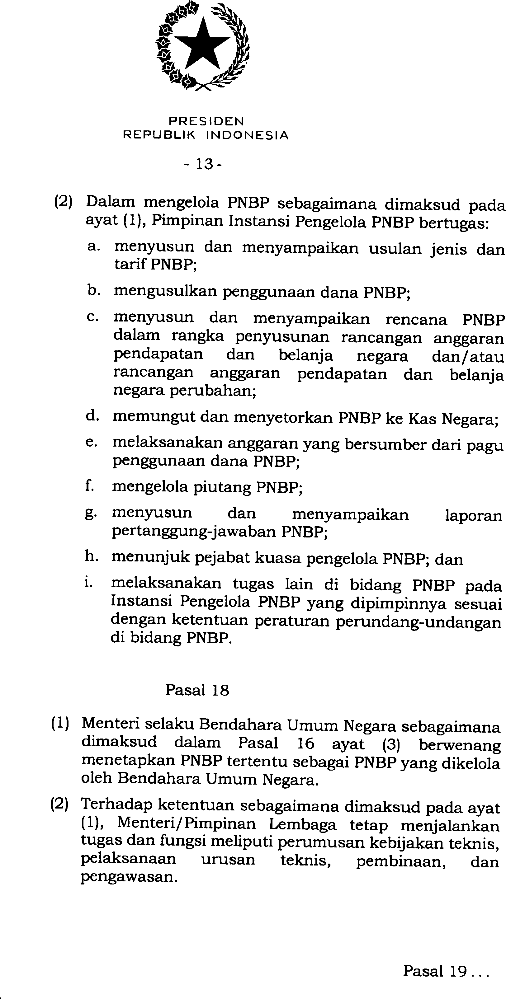 PRESIDEN
REPUBLIK INDONESIA
- 13 -
(2) Dalam mengelola PNBP sebagaimana dimaksud pada
ayat (1), Pimpinan Instansi Pengelola PNBP bertugas:
a. menyusun dan menyampaikan usulan jenis dan
tarif PNBP;
b. mengusulkan penggunaan dana PNBP;
c. menyusun dan menyampaikan rencana PNBP
dalam rangka penyusunan rancangan anggaran
pendapatan dan belanja negara dan/atau
rancangan anggaran pendapatan dan belanja
negara perubahan;
d. memungut dan menyetorkan PNBP ke Kas Negara;
e. melaksanakan anggaran yang bersumber dari pagu
penggunaan dana PNBP;
f. mengelola piutang PNBP;
g. menyusun dan menyampaikan laporan
pertanggung-jawaban PNBP;
h. menunjuk pejabat kuasa pengelola PNBP; dan
i. melaksanakan tugas lain di bidang PNBP pada
Instansi Pengelola PNBP yang dipimpinnya sesuai
dengan ketentuan peraturan perundang-undangan
di bidang PNBP.
Pasal 18
(1) Menteri selaku Bendahara Umum Negara sebagaimana
dimaksud dalam Pasal 16 ayat (3) berwenang
menetapkan PNBP tertentu sebagai PNBP yang dikelola
oleh Bendahara Umum Negara.
(2) Terhadap ketentuan sebagaimana dimaksud pada ayat
(1), Menteri/Pimpinan Lembaga tetap menjalankan
tugas dan fungsi meliputi perumusan kebijakan teknis,
pelaksanaan urusan teknis, pembinaan, dan
pengawasan.
Pasal 19 . . .